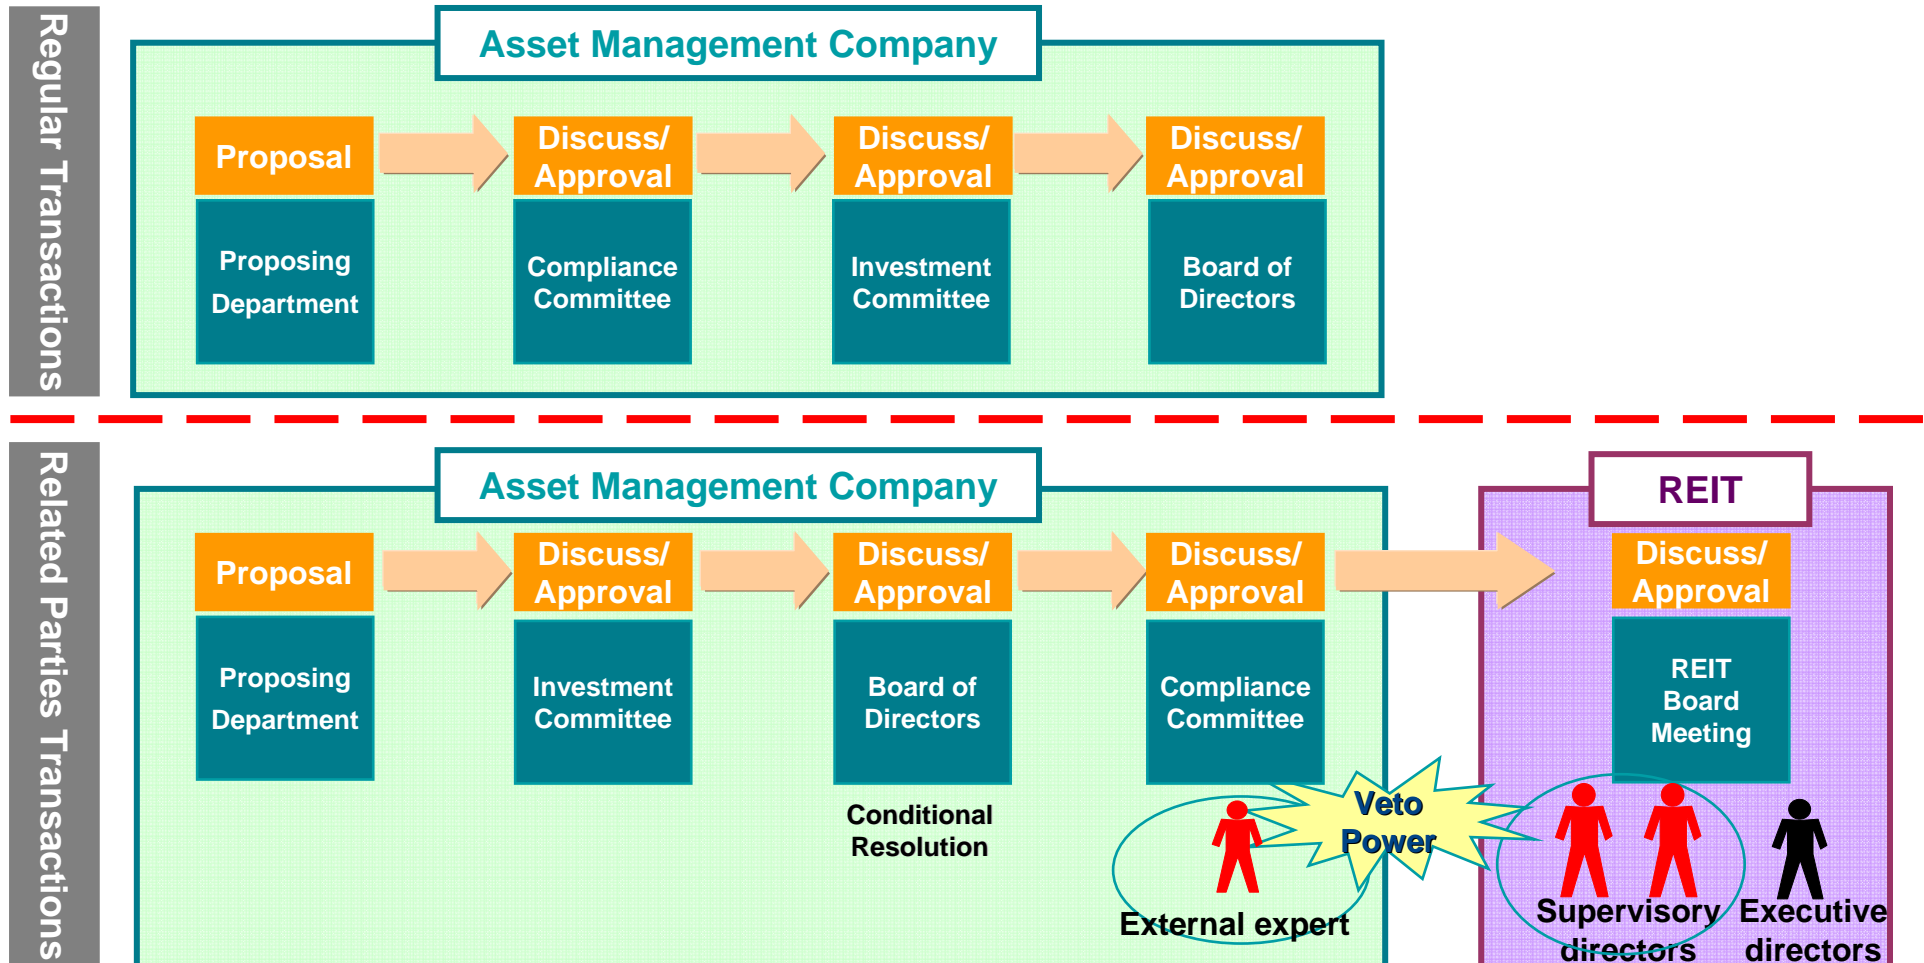 Regular Transactions
Asset Management Company
Proposal
Proposing
Department
Discuss/
Approval
Compliance
Committee
Discuss/
Approval
Investment
Committee
Discuss/
Approval
Board of
Directors
Related Parties Transactions
Asset Management Company
Proposal
Proposing
Department
Discuss/
Approval
Investment
Committee
Discuss/
Approval
Board of
Directors
Conditional
Resolution
Discuss/
Approval
Compliance
Committee
External expert
Veto
Power
REIT
Discuss/
Approval
REIT
Board
Meeting
Supervisory
directors
Executive
directors